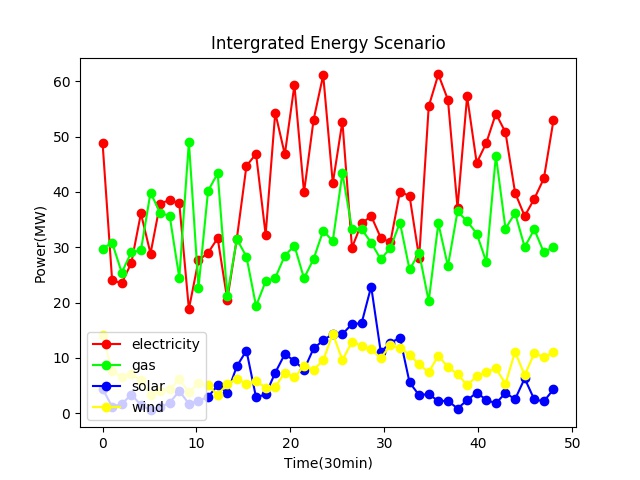 Intergrated Energy Scenario
Power(MW)
60
50
40
30
20
10
0
electricity
gas
solar
wind
0 10 20 30 40 50
Time(30min)